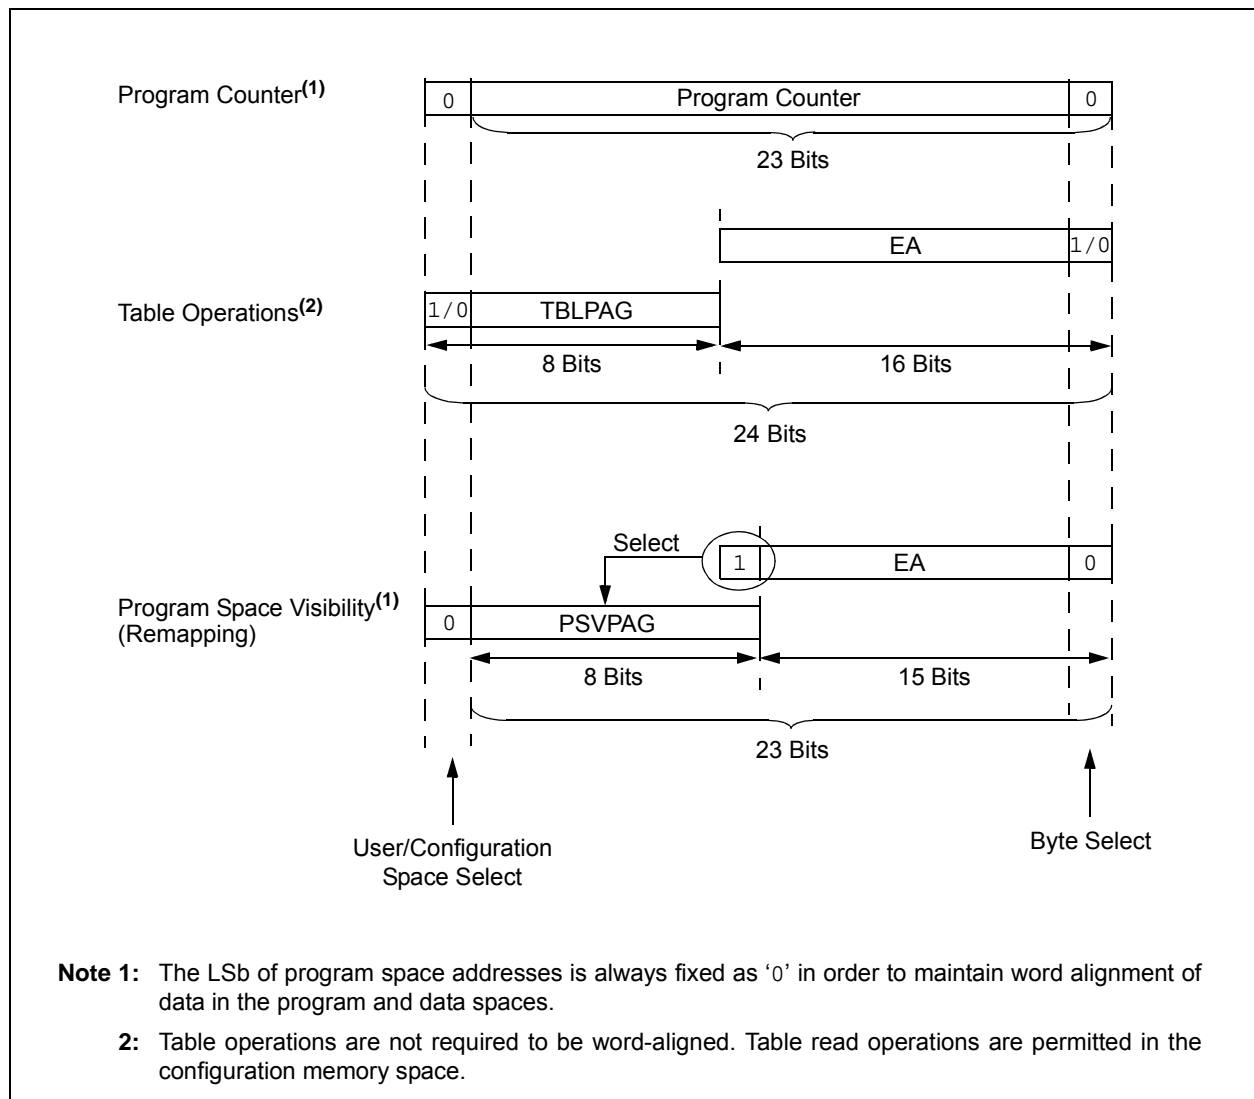 Program Counter(1)
0 Program Counter 0
23 Bits
EA 1/0
Table Operations(2)
1/0 TBLPAG
8 Bits 16 Bits
24 Bits
Select
1 EA 0
Program Space Visibility(1)
(Remapping)
0 PSVPAG
8 Bits 15 Bits
23 Bits
User/Configuration
Space Select
Byte Select
Note 1: The LSb of program space addresses is always fixed as ‘0’ in order to maintain word alignment of
data in the program and data spaces.
2: Table operations are not required to be word-aligned. Table read operations are permitted in the
configuration memory space.